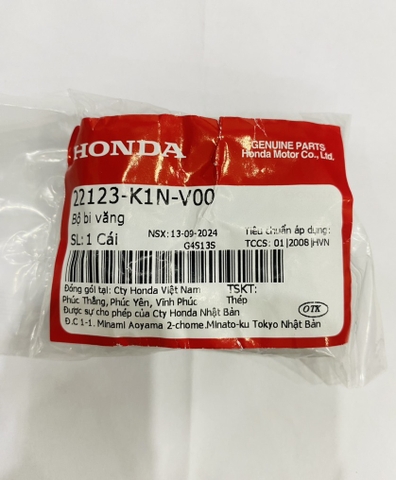 HONDA
GENUINE PARTS
Honda Motor Co., Ltd.
22123-K1N-V00
Bộ bi văng
SL: 1 Cái
NSX: 13-09-2024
G4S13S
Tiêu chuẩn áp dụng:
TCCS: 01|2008|HVN
Đóng gói tại: Cty Honda Việt Nam
Phúc Thắng, Phúc Yên, Vĩnh Phúc
TSKT:
Thép
Được sự cho phép của Cty Honda Nhật Bản
Đ.C 1-1. Minami Aoyama 2-chome.Minato-ku Tokyo Nhật Bản
OTK